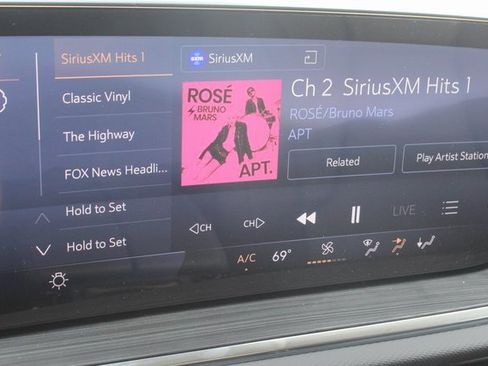 SiriusXM Hits 1
Classic Vinyl
The Highway
FOX News Headli...
Hold to Set
Hold to Set
SXM
SiriusXM
ROSÉ
BRUNO
MARS
APT.
Ch 2 SiriusXM Hits 1
ROSÉ/Bruno Mars
APT
Related
Play Artist Station
CH
CH
LIVE
A/C
69°